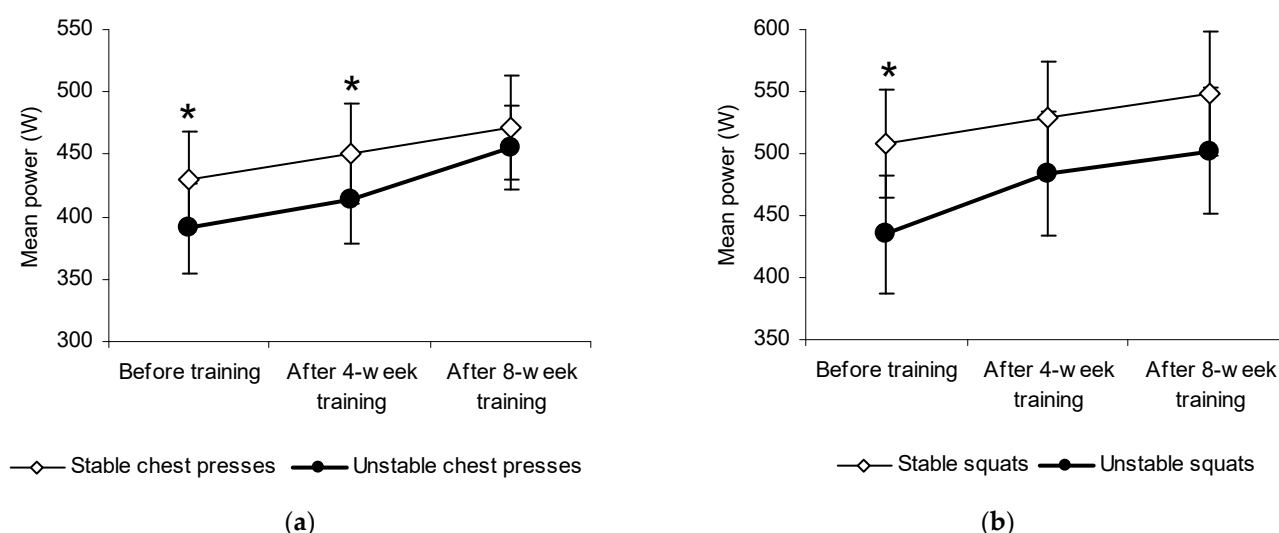 550
500
450
400
350
300
Mean power (W)
*
*
Before training
After 4-w eek
training
After 8-w eek
training
Stable chest presses
Unstable chest presses
(a)
600
550
500
450
400
350
Mean power (W)
*
Before training
After 4-w eek
training
After 8-w eek
training
Stable squats
Unstable squats
(b)